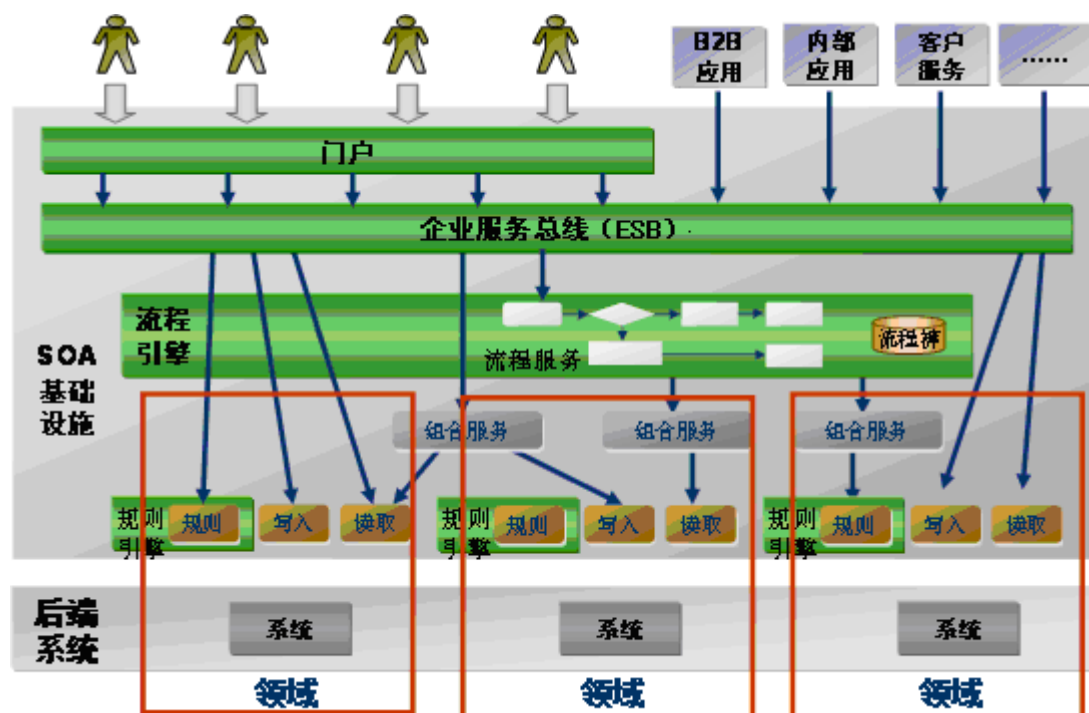 B2B
应用
内部
应用
客户
服务
......
门户
企业服务总线（ESB）.
流程
引擎
流程服务
流程裤
SOA
基础
设施
组合服务
组合服务
组合服务
规则
引擎
规则
写入
读取
规则
引擎
规则
写入
读取
规则
引擎
规则
写入
读取
后端
系统
系统
系统
系统
领域
领域
领域